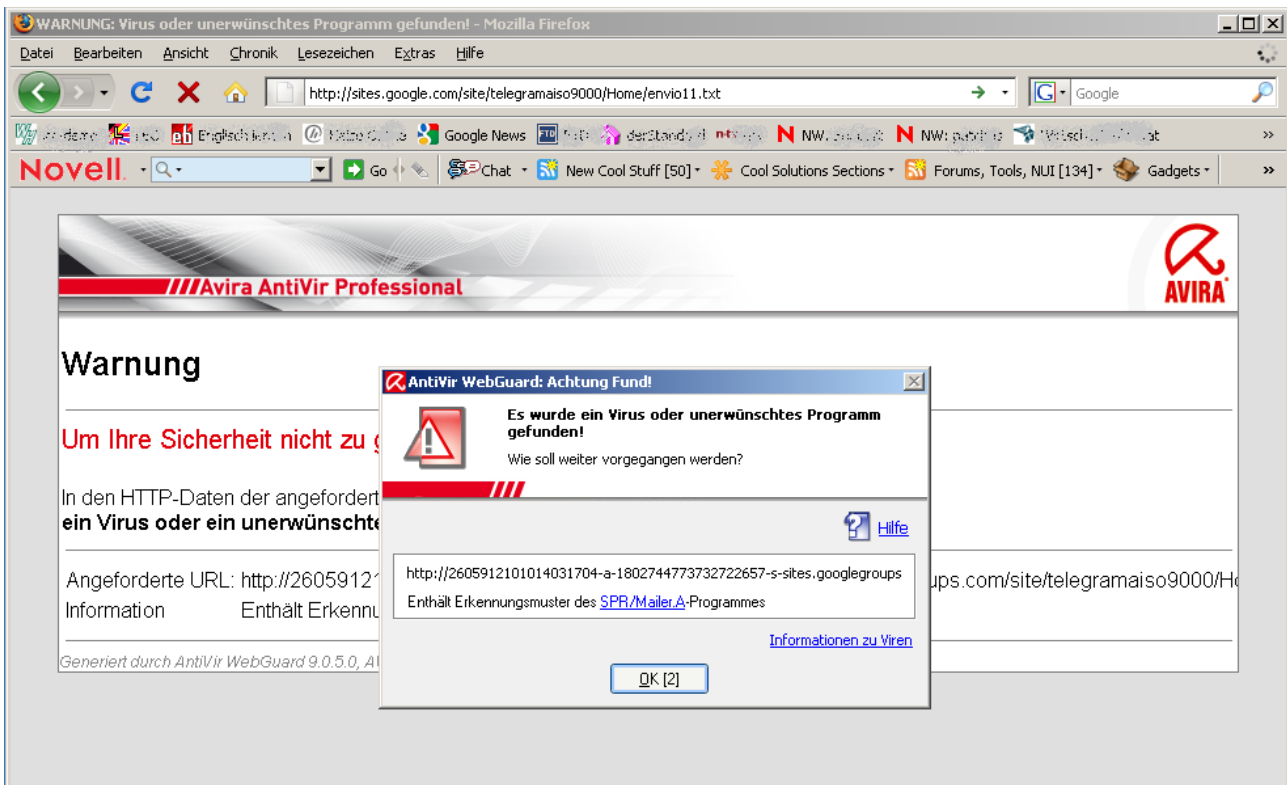 WARNUNG: Virus oder unerwünschtes Programm gefunden! - Mozilla Firefox
Datei Bearbeiten Ansicht Chronik Lesezeichen Extras Hilfe
http://sites.google.com/site/telegramaiso9000/Home/envio11.txt
G Google
Google News FTD NW: NW: »
Novell. Go Chat New Cool Stuff [50] Cool Solutions Sections Forums, Tools, NUI [134] Gadgets »
////Avira AntiVir Professional
AVIRA
Warnung
Um Ihre Sicherheit nicht zu
In den HTTP-Daten der
ein Virus oder ein
Angeforderte URL: http://2605912 ups.com/site/telegramaiso9000/H
Information Enthält
Generiert durch AntiVir WebGuard 9.0.5.0,
AntiVir WebGuard: Achtung Fund!
Es wurde ein Virus oder unerwünschtes Programm
gefunden!
Wie soll weiter vorgegangen werden?
Hilfe
http://2605912101014031704-a-1802744773732722657-s-sites.googlegroups
Enthält Erkennungsmuster des SPR/Mailer.A-Programmes
Informationen zu Viren
OK [2]